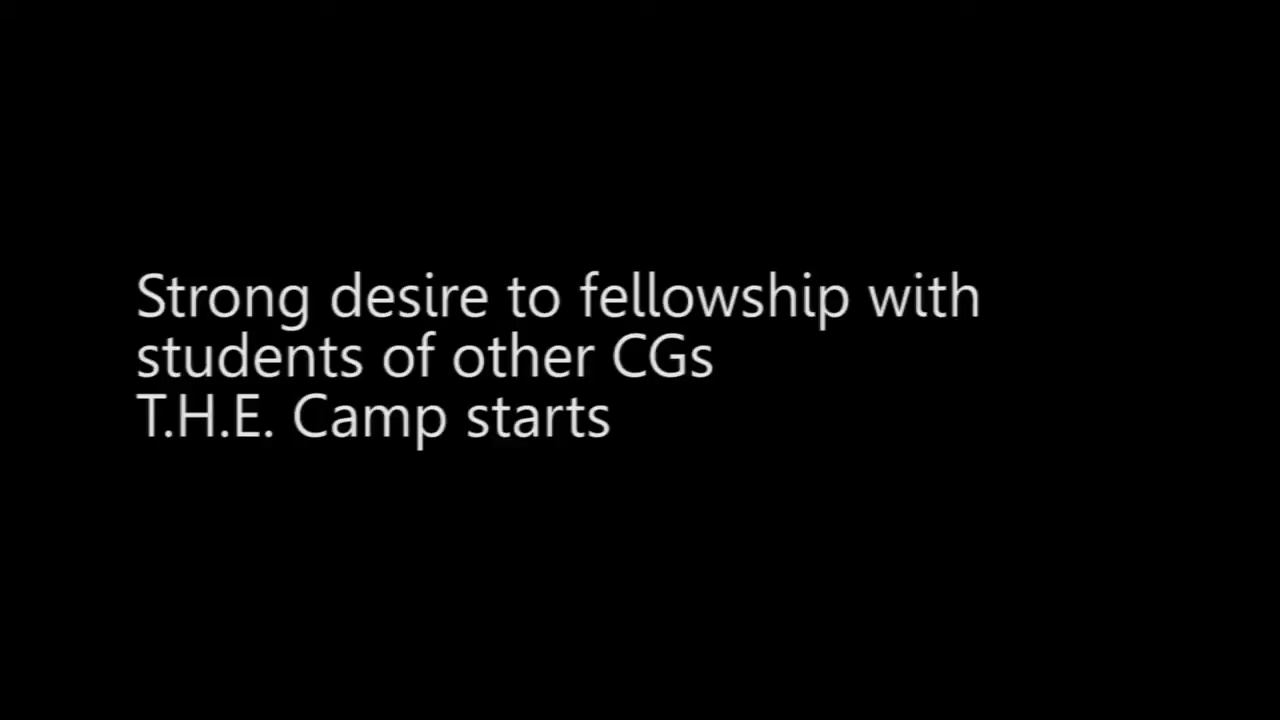 Strong desire to fellowship with
students of other CGs
T.H.E. Camp starts